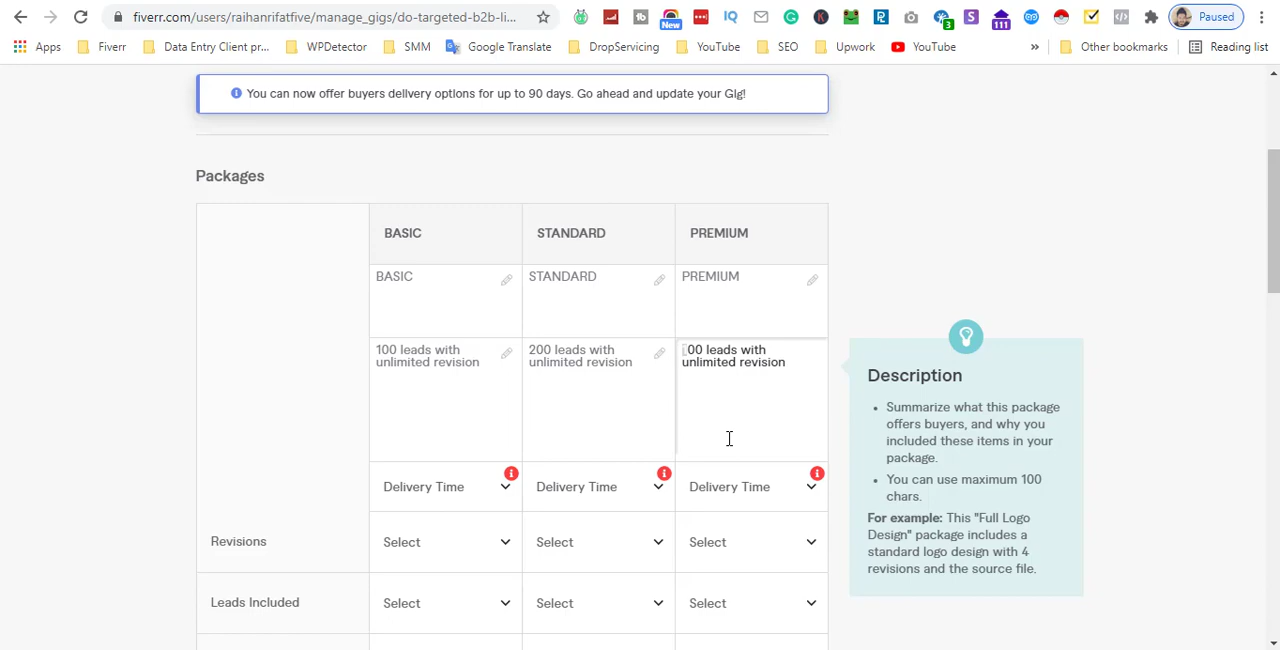 fiverr.com/users/raihanrifatfive/manage_gigs/do-targeted-b2b-li...
New
3
111
Paused
Apps
Fiverr
Data Entry Client pr...
WPDetector
SMM
Google Translate
DropServicing
YouTube
SEO
Upwork
YouTube
»
Other bookmarks
Reading list
You can now offer buyers delivery options for up to 90 days. Go ahead and update your Gig!
Packages
BASIC
STANDARD
PREMIUM
BASIC
STANDARD
PREMIUM
100 leads with
unlimited revision
200 leads with
unlimited revision
00 leads with
unlimited revision
Delivery Time
Delivery Time
Delivery Time
Revisions
Select
Select
Select
Leads Included
Select
Select
Select
Description
• Summarize what this package
offers buyers, and why you
included these items in your
package.
• You can use maximum 100
chars.
For example: This "Full Logo
Design" package includes a
standard logo design with 4
revisions and the source file.